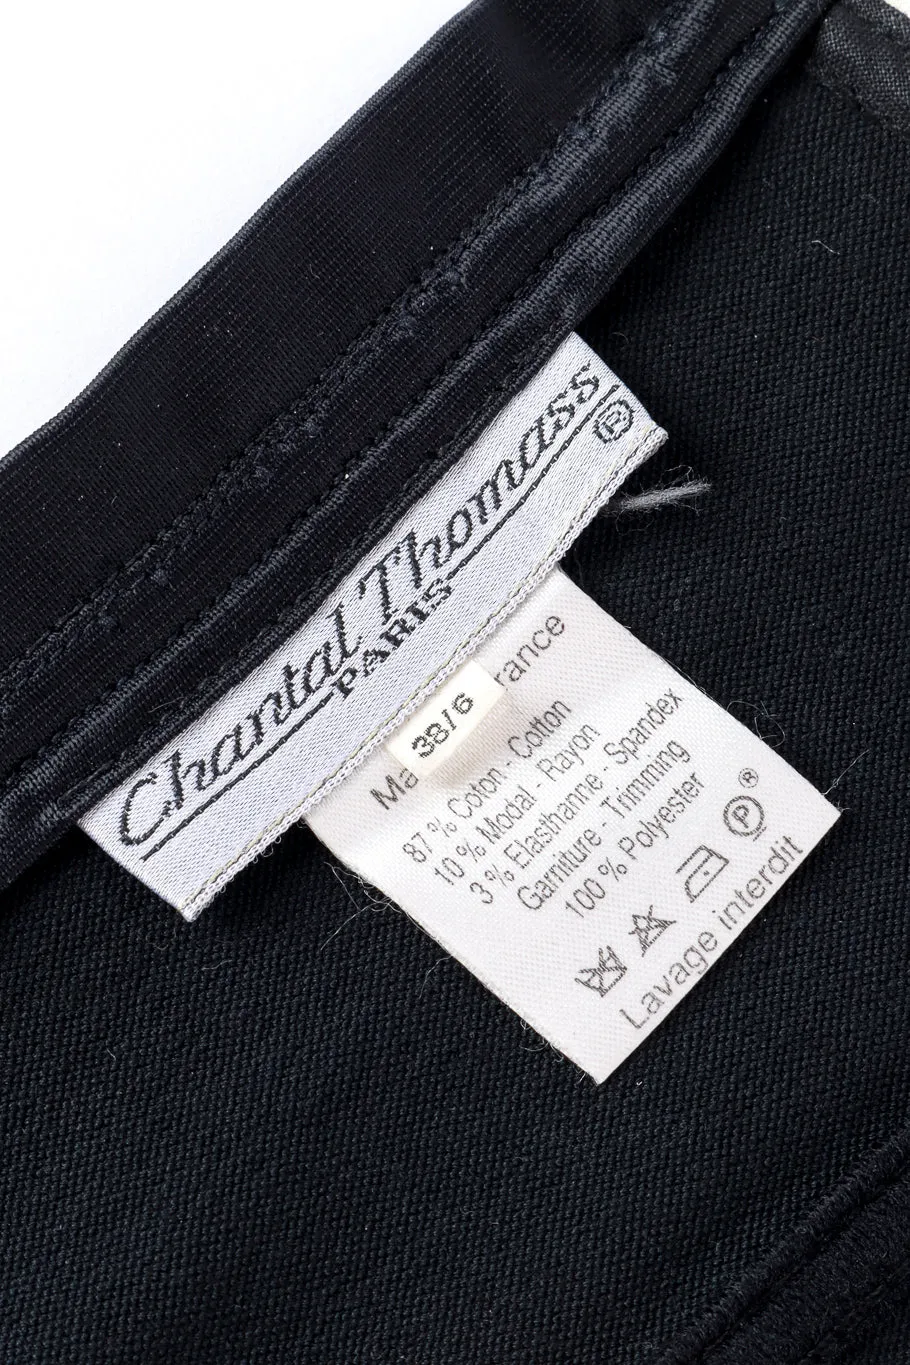 Chantal Thomass ®
PARIS
38/6
Ma rance
87 % Coton - Cotton
10 % Modal - Rayon
3 % Elasthanne - Spandex
Garniture - Trimming
100 % Polyester
P ®
Lavage interdit